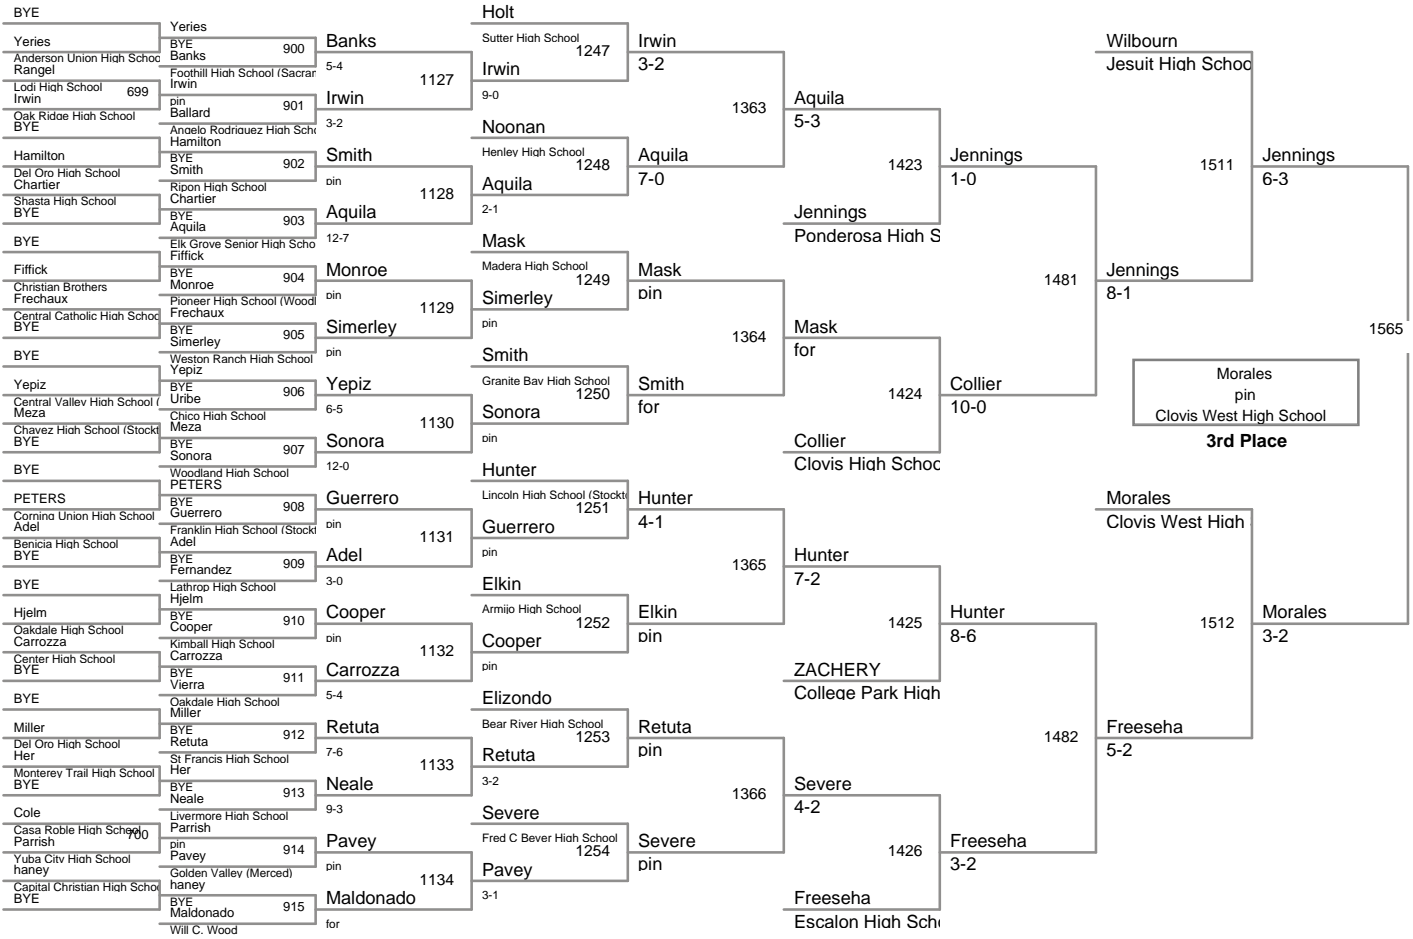 BYE
Yeries
Anderson Union High Schoo
Rangel
Lodi High School
699
Irwin
Oak Ridge High School
BYE
Hamilton
Del Oro High School
Chartier
Shasta High School
BYE
BYE
Fiffick
Christian Brothers
Frechaux
Central Catholic High Schoo
BYE
BYE
Yepiz
Central Valley High School (
Meza
Chavez High School (Stockt
BYE
BYE
PETERS
Corning Union High School
Adel
Benicia High School
BYE
BYE
Hjelm
Oakdale High School
Carrozza
Center High School
BYE
BYE
Miller
Del Oro High School
Her
Monterey Trail High School
BYE
Cole
Casa Roble High School
700
Parrish
Yuba City High School
haney
Capital Christian High Schoo
BYE
Yeries
BYE
900
Banks
Foothill High School (Sacran
Irwin
pin
901
Ballard
Angelo Rodriguez High Scho
Hamilton
BYE
902
Smith
Ripon High School
Chartier
BYE
903
Aquila
Elk Grove Senior High Scho
Fiffick
BYE
904
Monroe
Pioneer High School (Woodl
Frechaux
BYE
905
Simerley
Weston Ranch High School
Yepiz
BYE
906
Uribe
Chico High School
Meza
BYE
907
Sonora
Woodland High School
PETERS
BYE
908
Guerrero
Franklin High School (Stockt
Adel
BYE
909
Fernandez
Lathrop High School
Hjelm
BYE
910
Cooper
Kimball High School
Carrozza
BYE
911
Vierra
Oakdale High School
Miller
BYE
912
Retuta
St Francis High School
Her
BYE
913
Neale
Livermore High School
Parrish
pin
914
Pavey
Golden Valley (Merced)
haney
BYE
915
Maldonado
Will C. Wood
Banks
5-4
1127
Irwin
3-2
Smith
pin
1128
Aquila
12-7
Monroe
pin
1129
Simerley
pin
Yepiz
6-5
1130
Sonora
12-0
Guerrero
pin
1131
Adel
3-0
Cooper
pin
1132
Carrozza
5-4
Retuta
7-6
1133
Neale
9-3
Pavey
pin
1134
Maldonado
for
Holt
Sutter High School
1247
Irwin
9-0
Noonan
Henley High School
1248
Aquila
2-1
Mask
Madera High School
1249
Simerley
pin
Smith
Granite Bay High School
1250
Sonora
pin
Hunter
Lincoln High School (Stockto
1251
Guerrero
pin
Elkin
Armijo High School
1252
Cooper
pin
Elizondo
Bear River High School
1253
Retuta
3-2
Severe
Fred C Beyer High School
1254
Pavey
3-1
Irwin
3-2
1363
Aquila
7-0
Mask
pin
1364
Smith
for
Hunter
4-1
1365
Elkin
pin
Retuta
pin
1366
Severe
pin
Aquila
5-3
1423
Jennings
Ponderosa High S
Mask
for
1424
Collier
Clovis High Schoo
Hunter
7-2
1425
ZACHERY
College Park High
Severe
4-2
1426
Freeseha
Escalon High Sch
Jennings
1-0
1481
Collier
10-0
Hunter
8-6
1482
Freeseha
3-2
Wilbourn
Jesuit High Schoo
1511
Jennings
8-1
Morales
Clovis West High
1512
Freeseha
5-2
Jennings
6-3
1565
Morales
3-2
Morales
pin
Clovis West High School
3rd Place